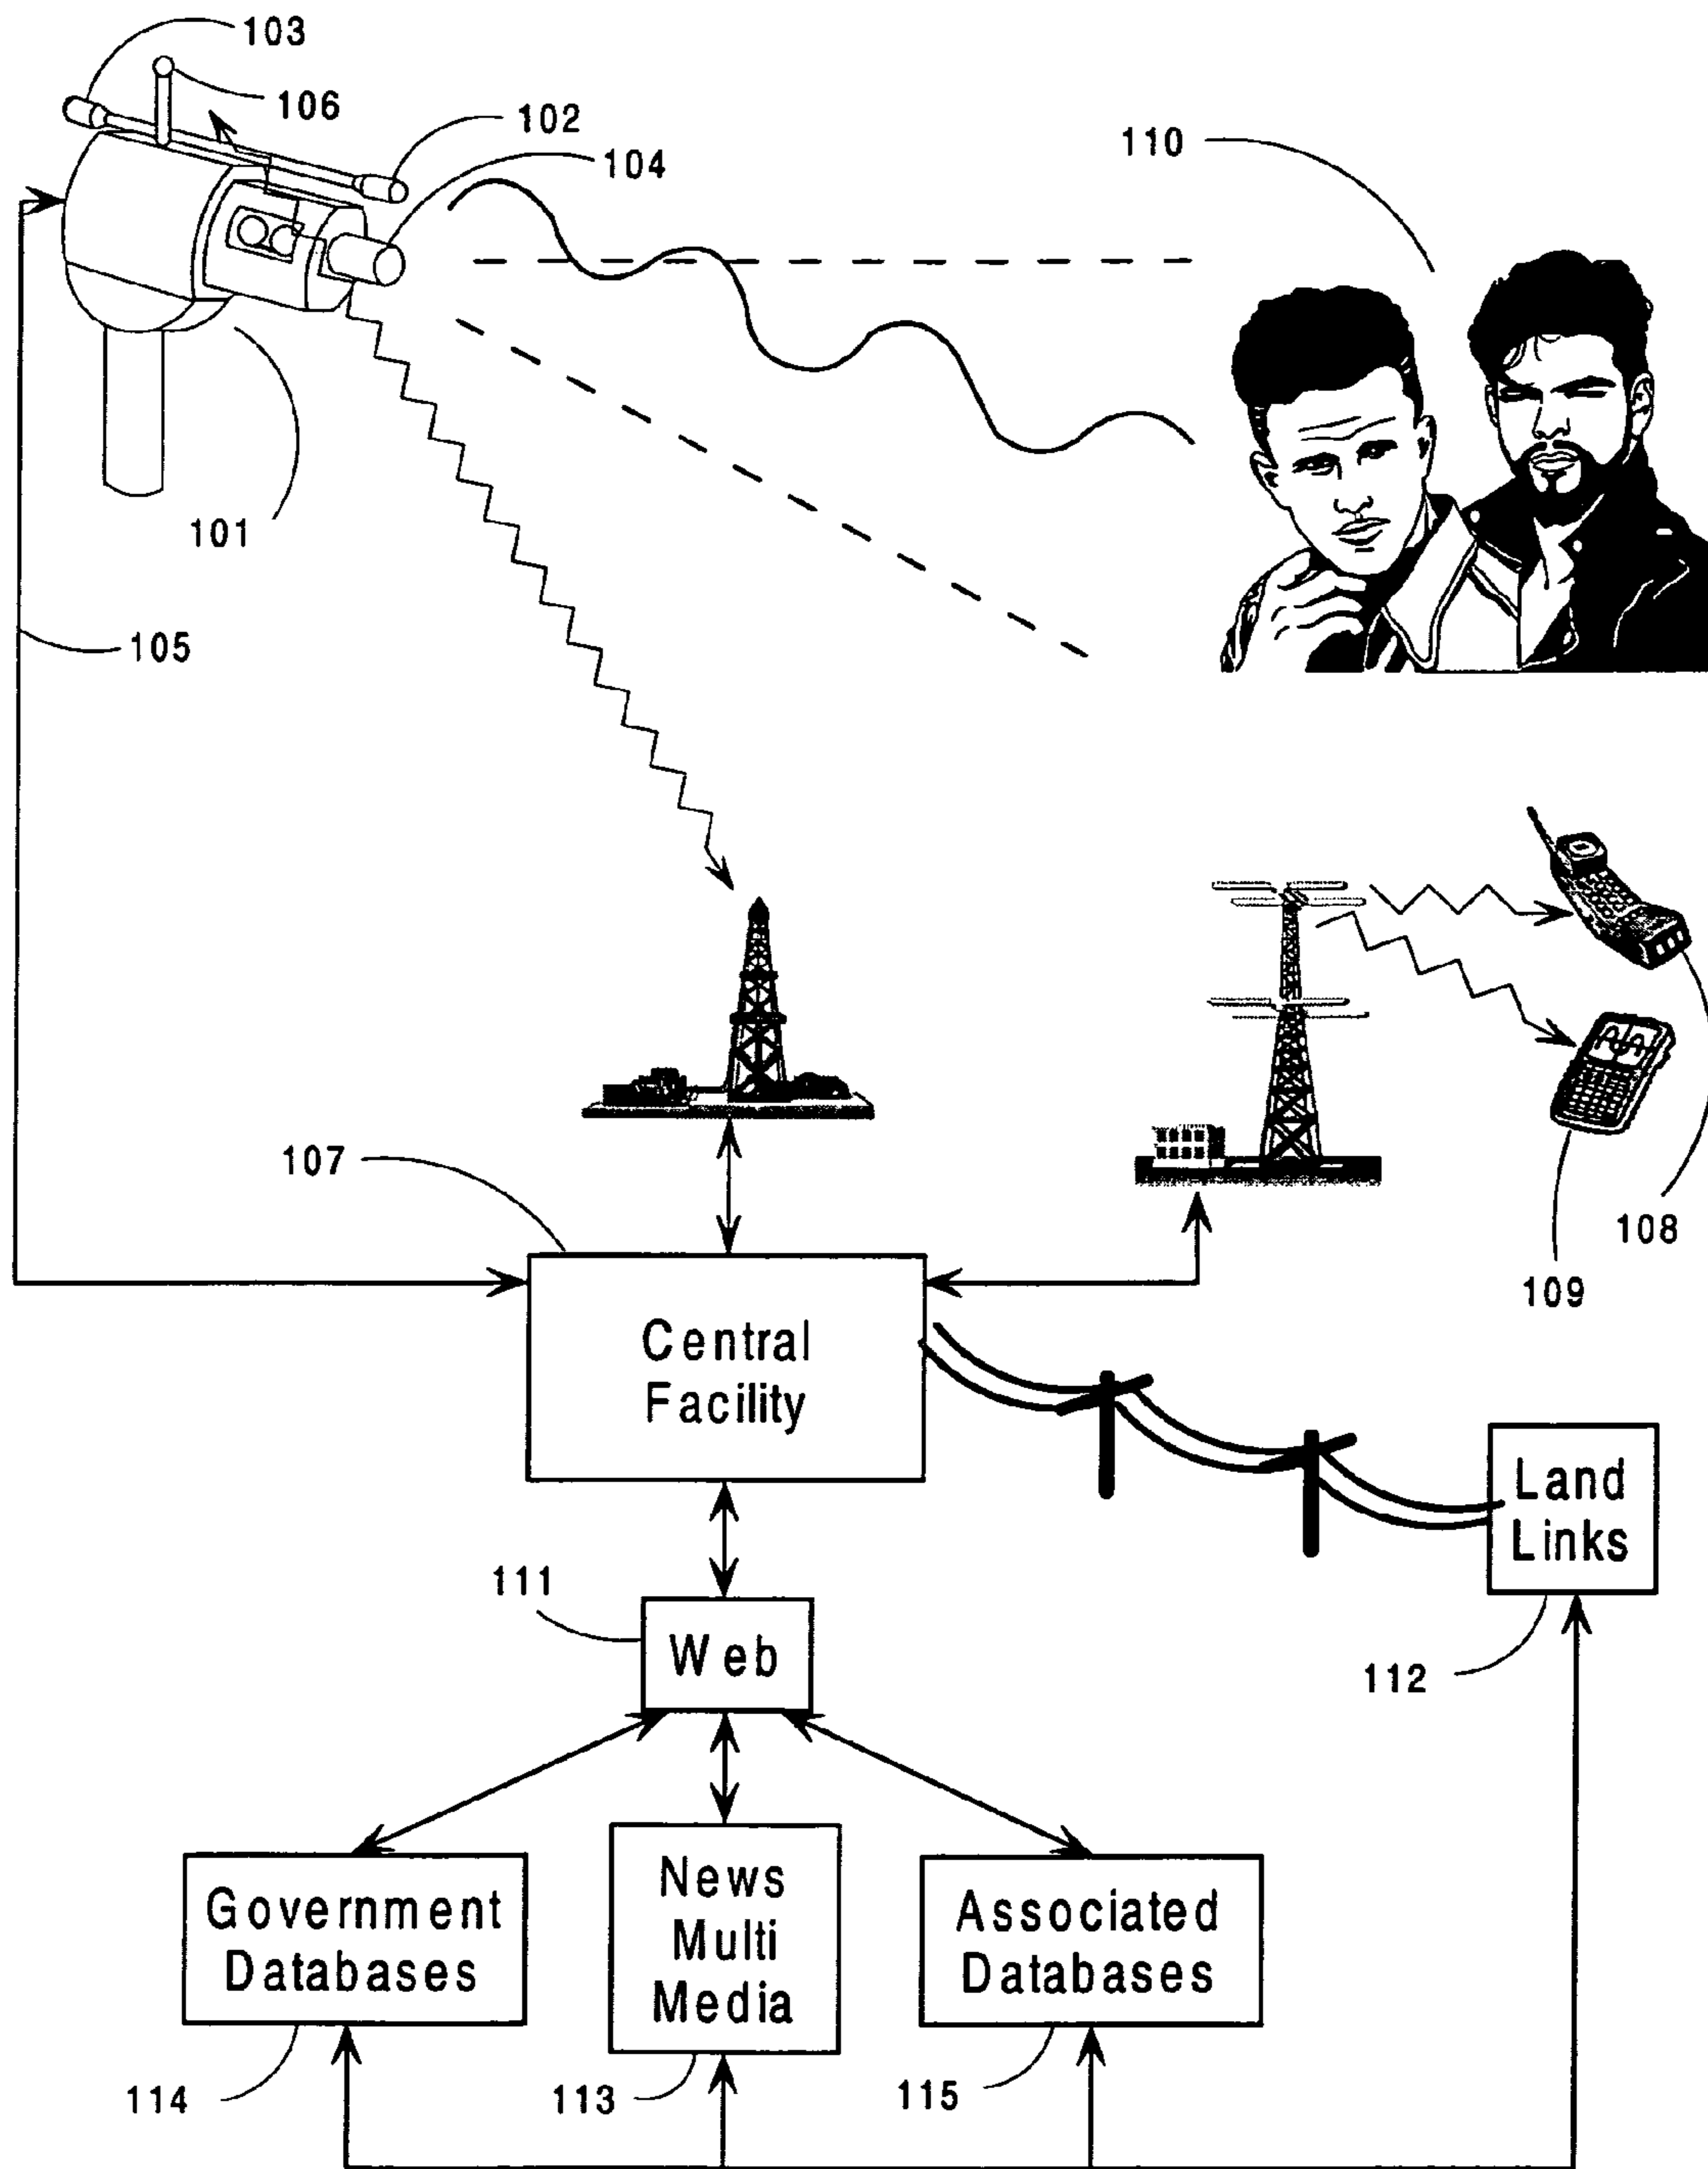 103
106
102
104
110
101
105
107
108
109
Central
Facility
Land
Links
111
Web
112
Government
Databases
News
Multi
Media
Associated
Databases
114
113
115